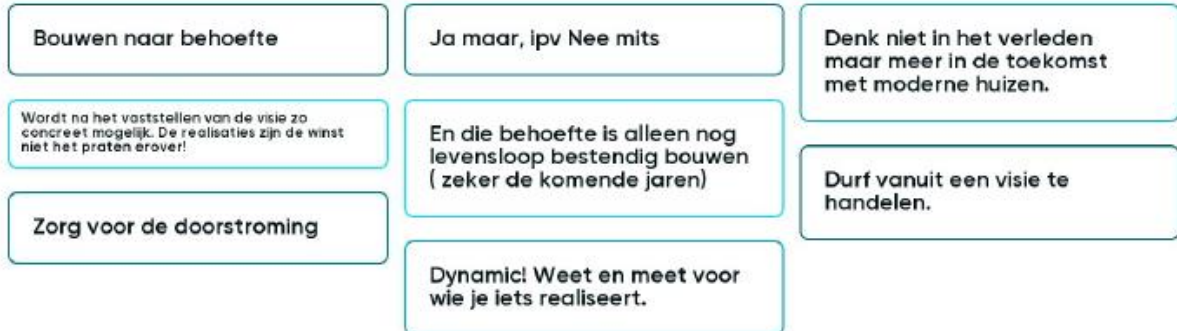 Bouwen naar behoefte
Wordt na het vaststellen van de visie zo
concreet mogelijk. De realisaties zijn de winst
niet het praten erover!
Zorg voor de doorstroming
Ja maar, ipv Nee mits
En die behoefte is alleen nog
levensloop bestendig bouwen
( zeker de komende jaren)
Dynamic! Weet en meet voor
wie je iets realiseert.
Denk niet in het verleden
maar meer in de toekomst
met moderne huizen.
Durf vanuit een visie te
handelen.